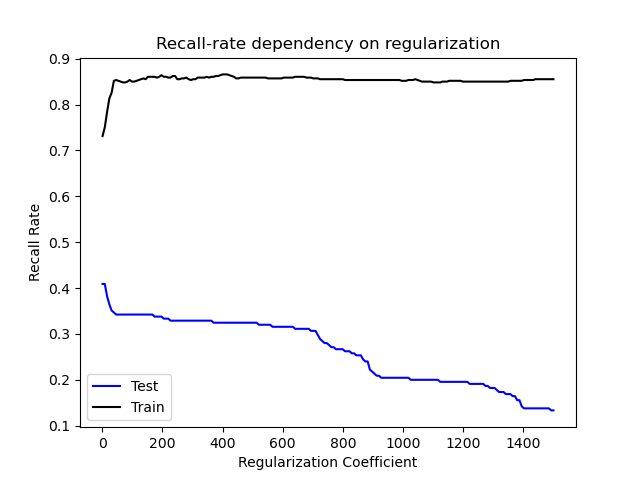 Recall-rate dependency on regularization
0.9
0.8
0.7
0.6
0.5
0.4
0.3
0.2
0.1
Recall Rate
Test
Train
0 200 400 600 800 1000 1200 1400
Regularization Coefficient